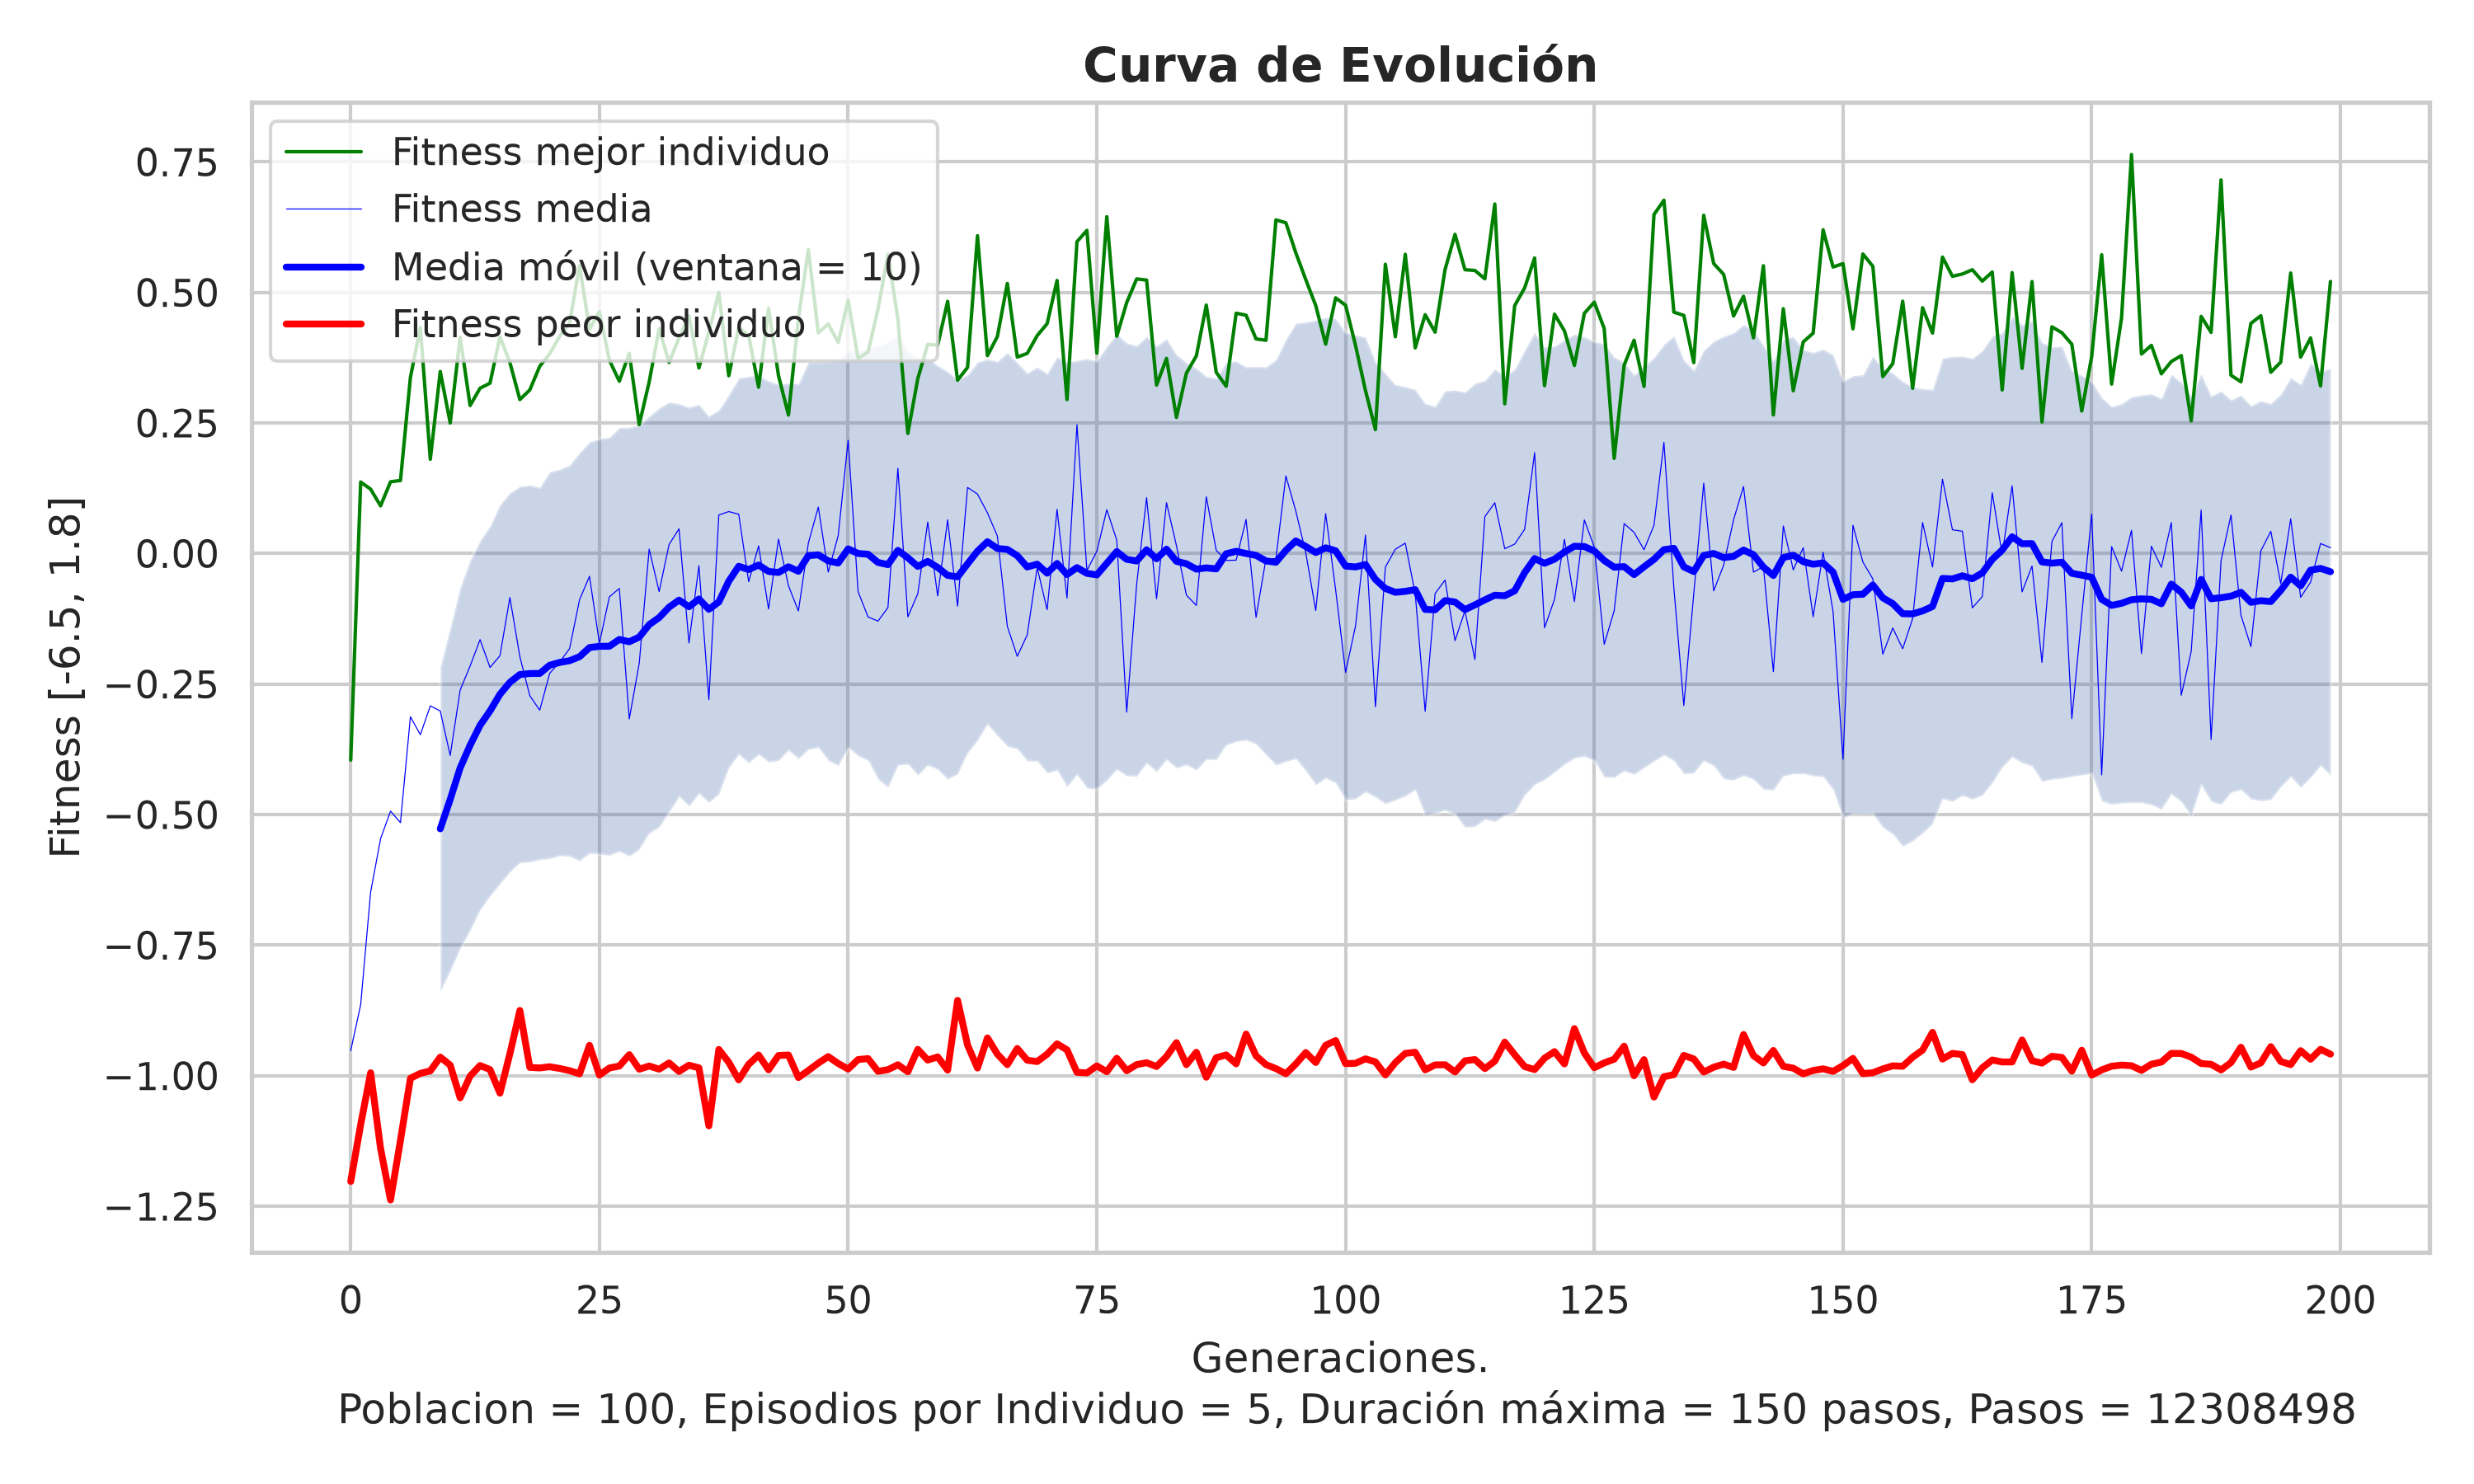 Curva de Evolución
Fitness mejor individuo
Fitness media
Media móvil (ventana = 10)
Fitness peor individuo
0.75
0.50
0.25
0.00
−0.25
−0.50
−0.75
−1.00
−1.25
Fitness [-6.5, 1.8]
0 25 50 75 100 125 150 175 200
Generaciones.
Poblacion = 100, Episodios por Individuo = 5, Duración máxima = 150 pasos, Pasos = 12308498